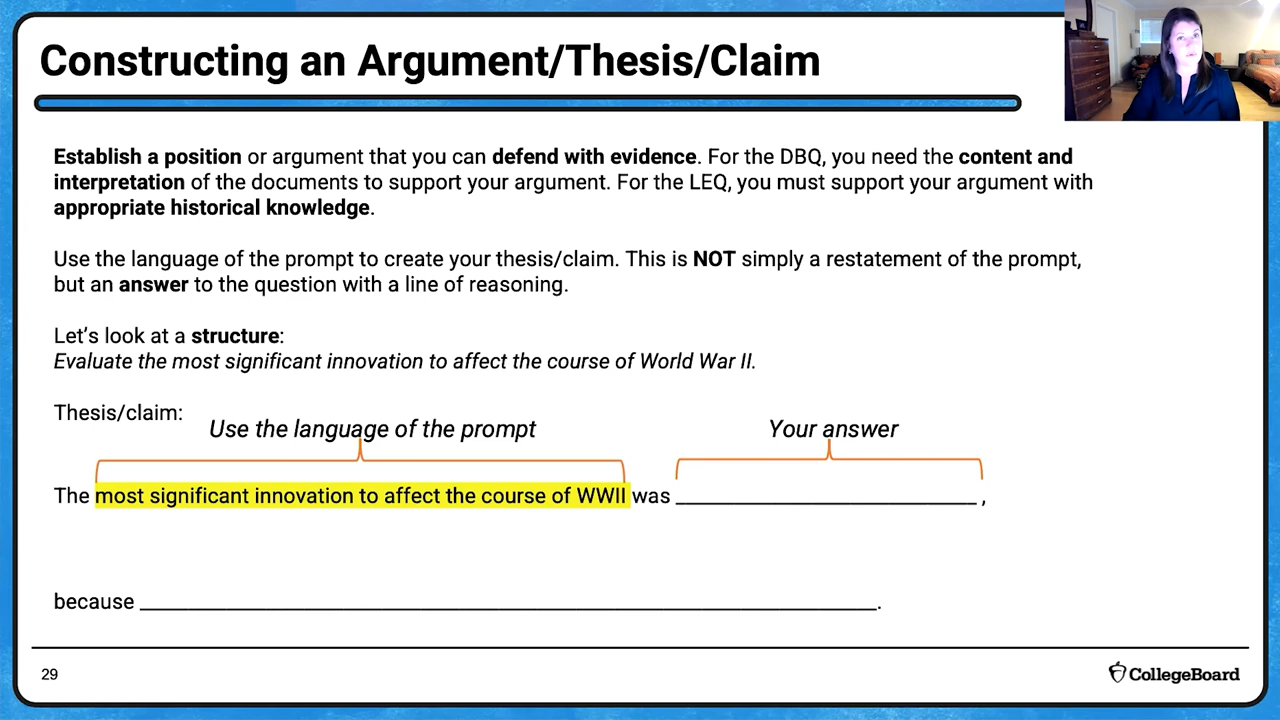 Constructing an Argument/Thesis/Claim
Establish a position or argument that you can defend with evidence. For the DBQ, you need the content and
interpretation of the documents to support your argument. For the LEQ, you must support your argument with
appropriate historical knowledge.
Use the language of the prompt to create your thesis/claim. This is NOT simply a restatement of the prompt,
but an answer to the question with a line of reasoning.
Let's look at a structure:
Evaluate the most significant innovation to affect the course of World War II.
Thesis/claim:
Use the language of the prompt
Your answer
The most significant innovation to affect the course of WWII was __________________________ ,
because ______________________________________________________________.
29
CollegeBoard